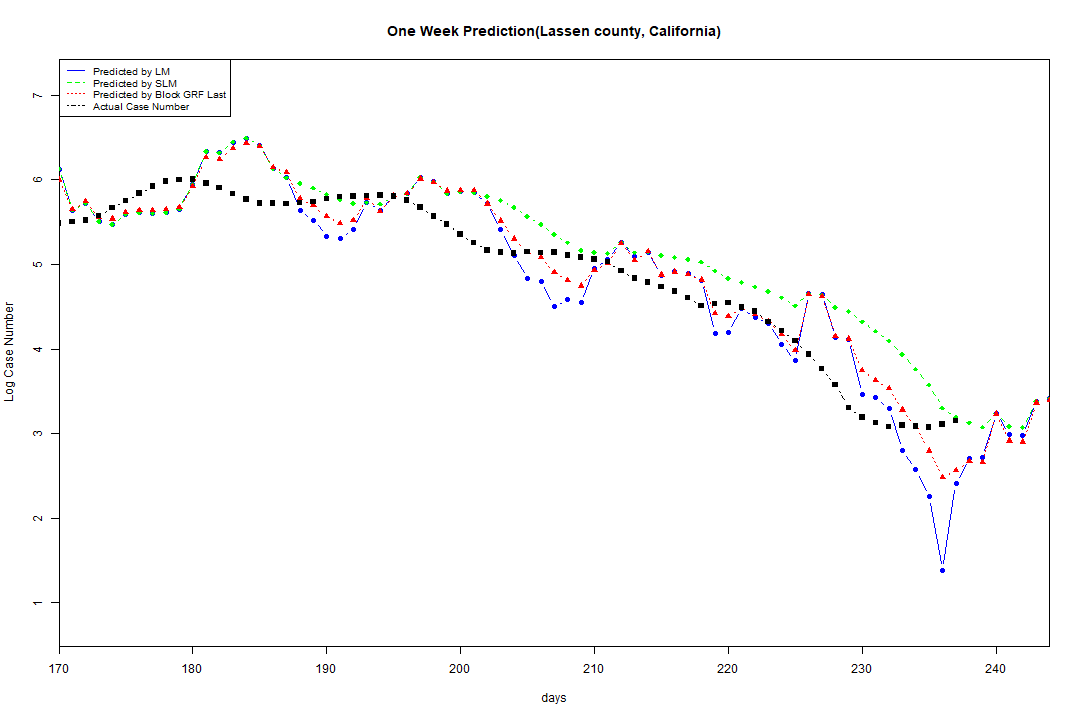 One Week Prediction(Lassen county, California)
Predicted by LM
Predicted by SLM
Predicted by Block GRF Last
Actual Case Number
7
6
5
4
3
2
1
Log Case Number
170 180 190 200 210 220 230 240
days